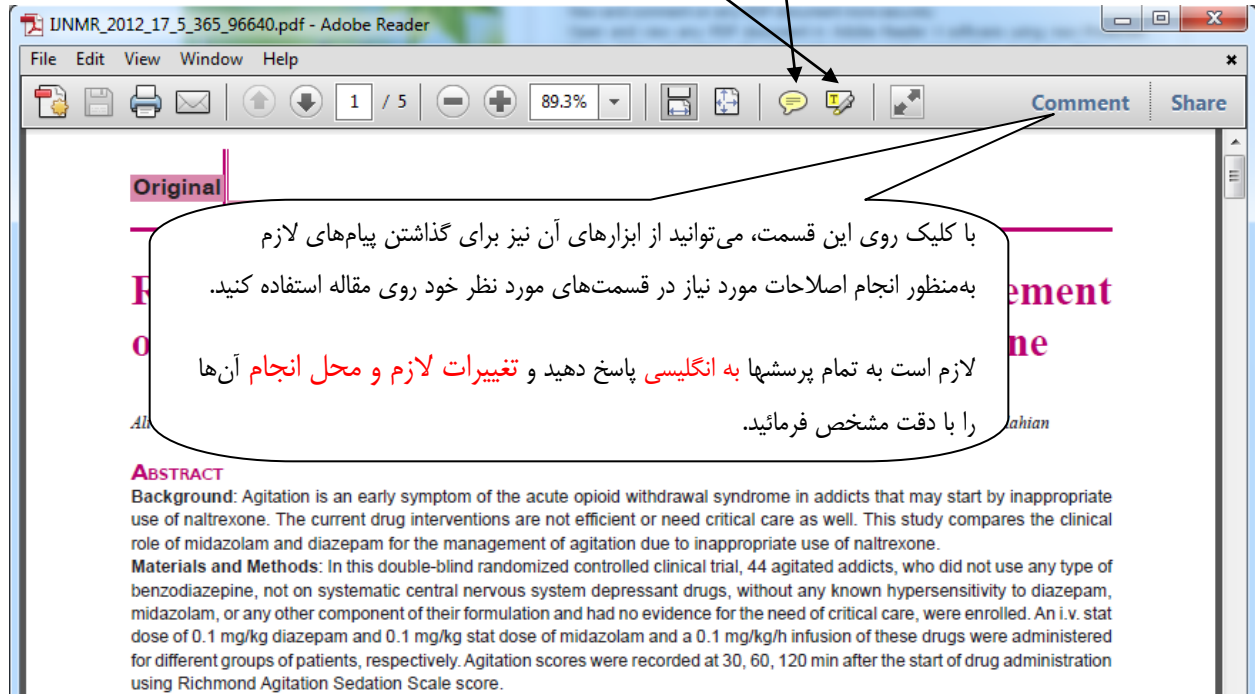 IJNMR_2012_17_5_365_96640.pdf - Adobe Reader
File Edit View Window Help
1 / 5 89.3% Comment Share
Original
با کلیک روی این قسمت، می‌توانید از ابزارهای آن نیز برای گذاشتن پیام‌های لازم
به‌منظور انجام اصلاحات مورد نیاز در قسمت‌های مورد نظر خود روی مقاله استفاده کنید.
لازم است به تمام پرسشها به انگلیسی پاسخ دهید و تغییرات لازم و محل انجام آن‌ها
را با دقت مشخص فرمائید.
ABSTRACT
Background: Agitation is an early symptom of the acute opioid withdrawal syndrome in addicts that may start by inappropriate
use of naltrexone. The current drug interventions are not efficient or need critical care as well. This study compares the clinical
role of midazolam and diazepam for the management of agitation due to inappropriate use of naltrexone.
Materials and Methods: In this double-blind randomized controlled clinical trial, 44 agitated addicts, who did not use any type of
benzodiazepine, not on systematic central nervous system depressant drugs, without any known hypersensitivity to diazepam,
midazolam, or any other component of their formulation and had no evidence for the need of critical care, were enrolled. An i.v. stat
dose of 0.1 mg/kg diazepam and 0.1 mg/kg stat dose of midazolam and a 0.1 mg/kg/h infusion of these drugs were administered
for different groups of patients, respectively. Agitation scores were recorded at 30, 60, 120 min after the start of drug administration
using Richmond Agitation Sedation Scale score.